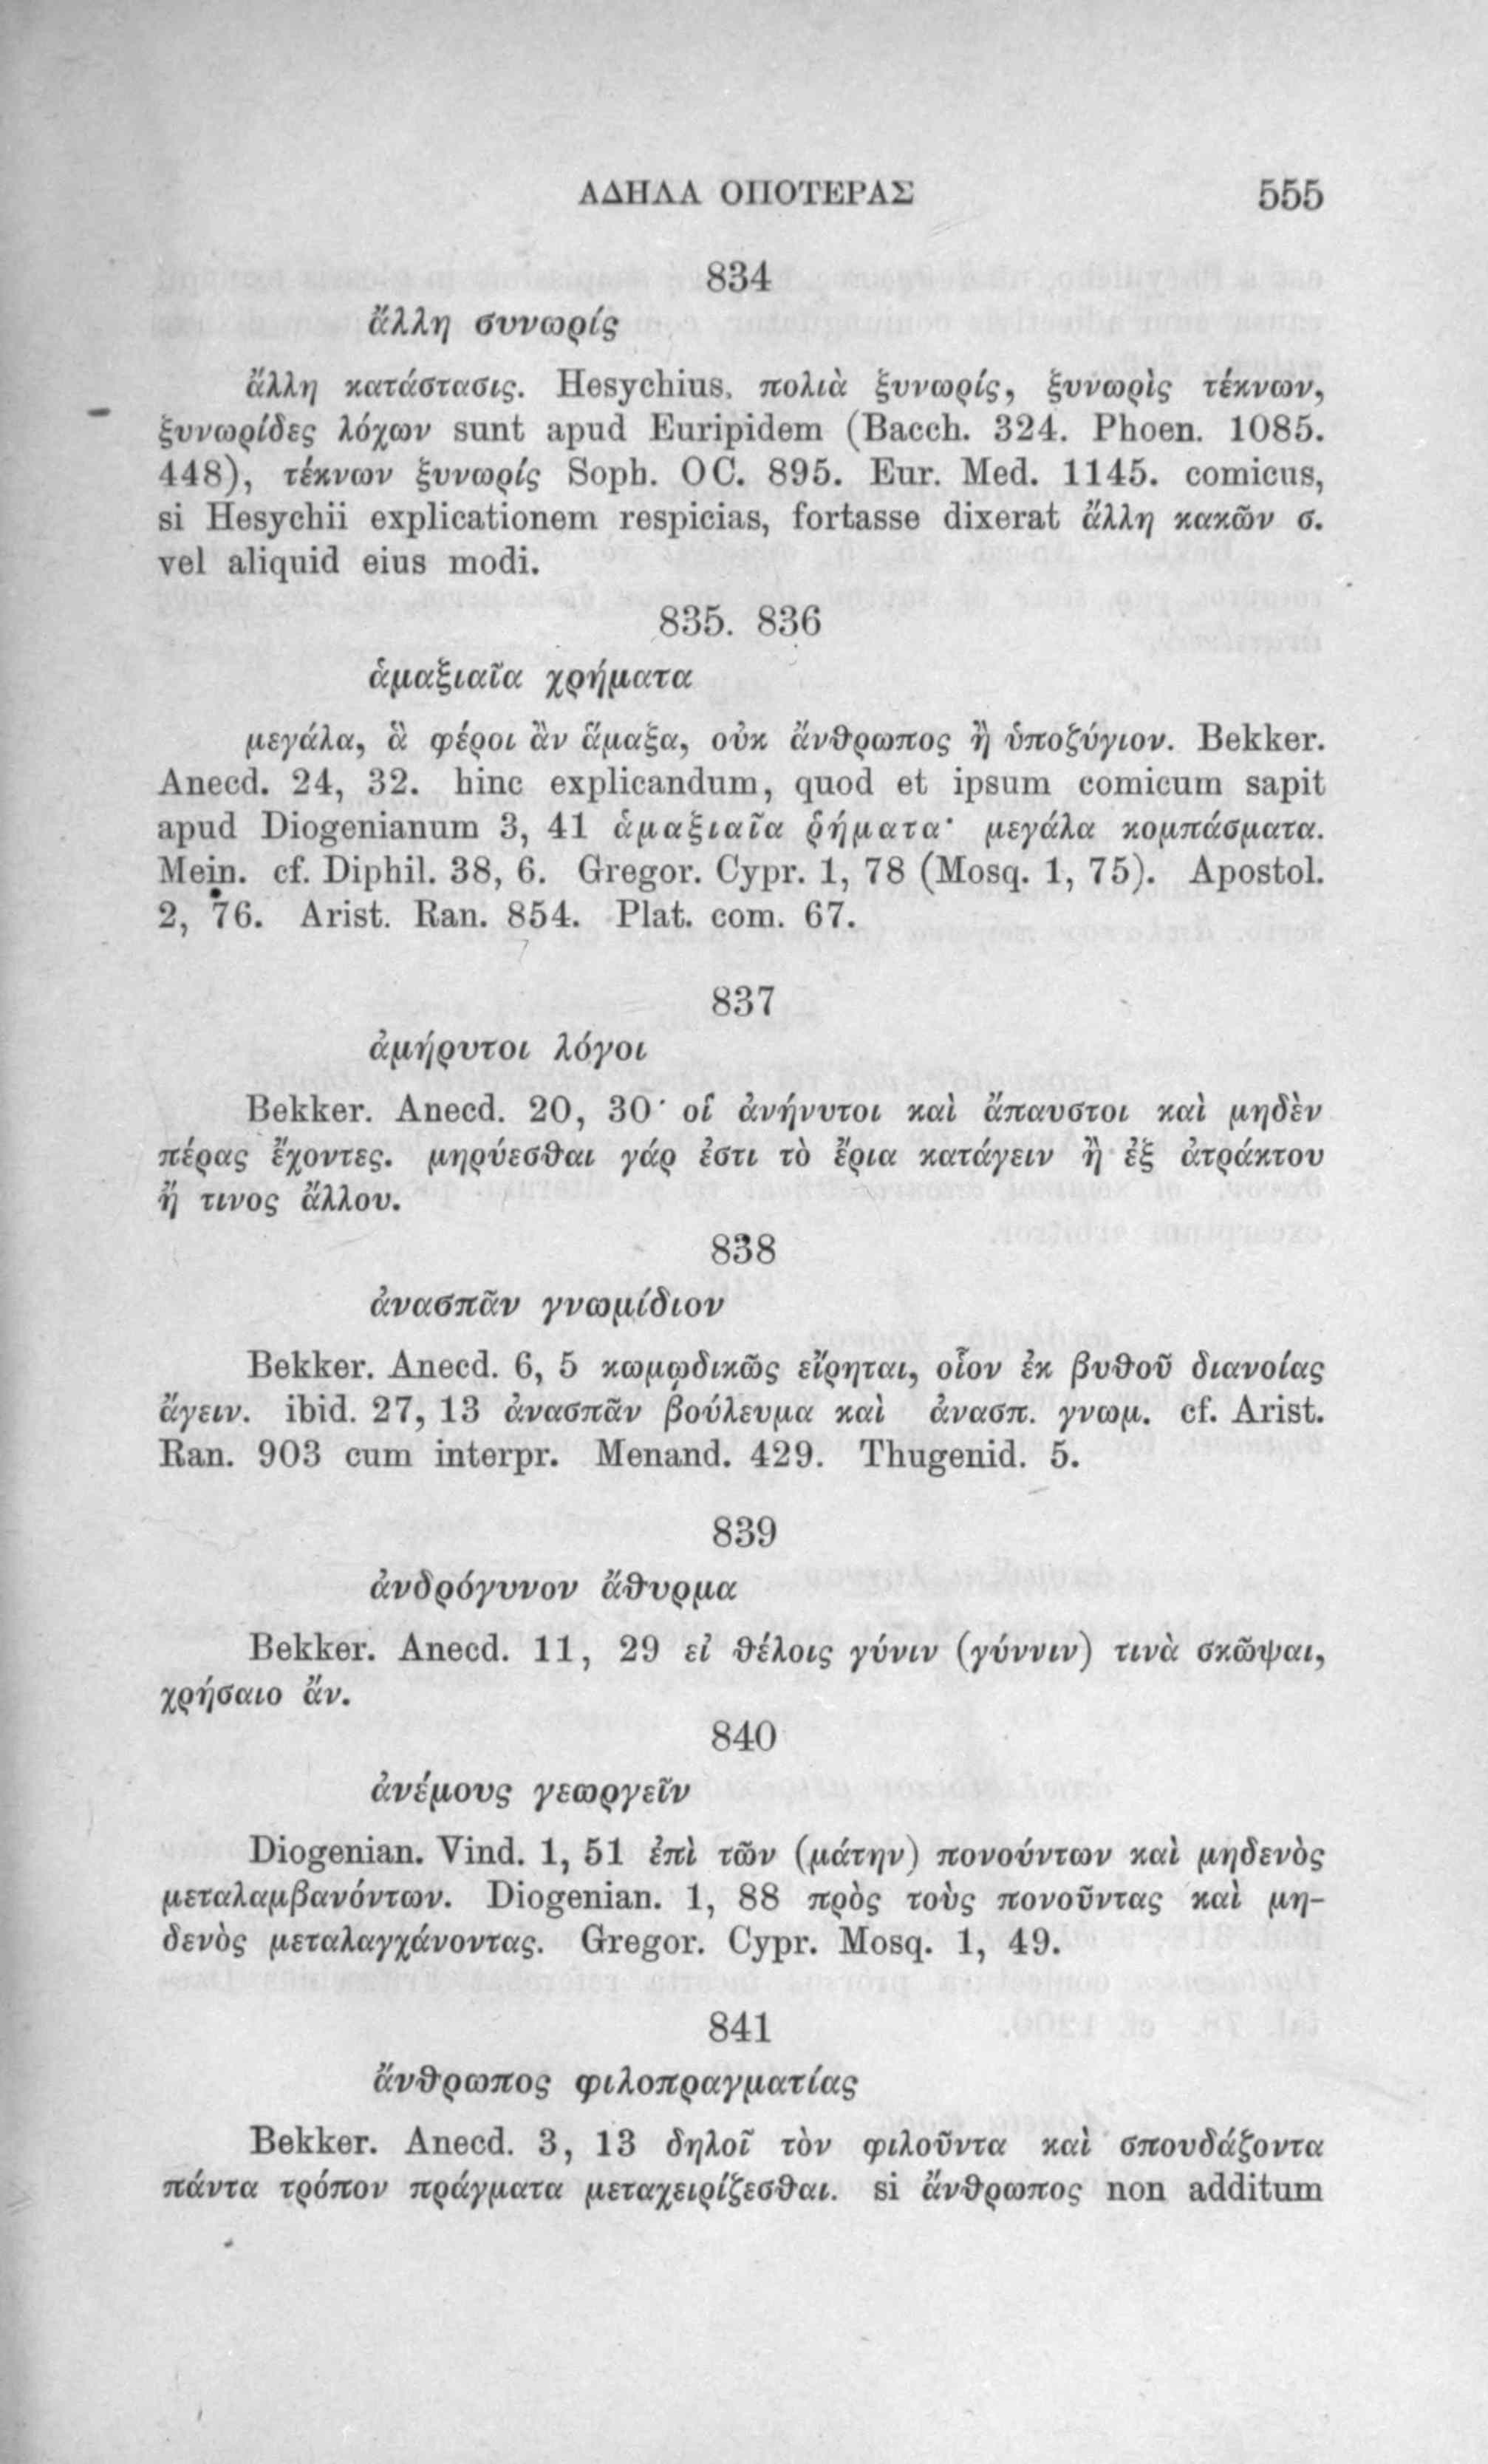 ΑΔΗΛΑ ΟΠΟΤΕΡΑΣ 555
834
ἄλλη συνωρίς
ἄλλη κατάστασις. Hesychius. πολιὰ ξυνωρίς, ξυνωρὶς τέκνων,
ξυνωρίδες λόχων sunt apud Euripidem (Bacch. 324. Phoen. 1085.
448), τέκνων ξυνωρίς Soph. OC. 895. Eur. Med. 1145. comicus,
si Hesychii explicationem respicias, fortasse dixerat ἄλλη κακῶν σ.
vel aliquid eius modi.
835. 836
ἁμαξιαῖα χρήματα
μεγάλα, ἃ φέροι ἂν ἅμαξα, οὐκ ἄνθρωπος ἢ ὑποζύγιον. Bekker.
Anecd. 24, 32. hinc explicandum, quod et ipsum comicum sapit
apud Diogenianum 3, 41 ἁμαξιαῖα ῥήματα· μεγάλα κομπάσματα.
Mein. cf. Diphil. 38, 6. Gregor. Cypr. 1, 78 (Mosq. 1, 75). Apostol.
2, 76. Arist. Ran. 854. Plat. com. 67.
837
ἀμήρυτοι λόγοι
Bekker. Anecd. 20, 30· οἱ ἀνήνυτοι καὶ ἄπαυστοι καὶ μηδὲν
πέρας ἔχοντες. μηρύεσθαι γάρ ἐστι τὸ ἔρια κατάγειν ἢ ἐξ ἀτράκτου
ἤ τινος ἄλλου.
838
ἀνασπᾶν γνωμίδιον
Bekker. Anecd. 6, 5 κωμῳδικῶς εἴρηται, οἷον ἐκ βυθοῦ διανοίας
ἄγειν. ibid. 27, 13 ἀνασπᾶν βούλευμα καὶ ἀνασπ. γνωμ. cf. Arist.
Ran. 903 cum interpr. Menand. 429. Thugenid. 5.
839
ἀνδρόγυνον ἄθυρμα
Bekker. Anecd. 11, 29 εἰ θέλοις γύνιν (γύννιν) τινὰ σκῶψαι,
χρήσαιο ἄν.
840
ἀνέμους γεωργεῖν
Diogenian. Vind. 1, 51 ἐπὶ τῶν (μάτην) πονούντων καὶ μηδενὸς
μεταλαμβανόντων. Diogenian. 1, 88 πρὸς τοὺς πονοῦντας καὶ μη-
δενὸς μεταλαγχάνοντας. Gregor. Cypr. Mosq. 1, 49.
841
ἄνθρωπος φιλοπραγματίας
Bekker. Anecd. 3, 13 δηλοῖ τὸν φιλοῦντα καὶ σπουδάζοντα
πάντα τρόπον πράγματα μεταχειρίζεσθαι. si ἄνθρωπος non additum